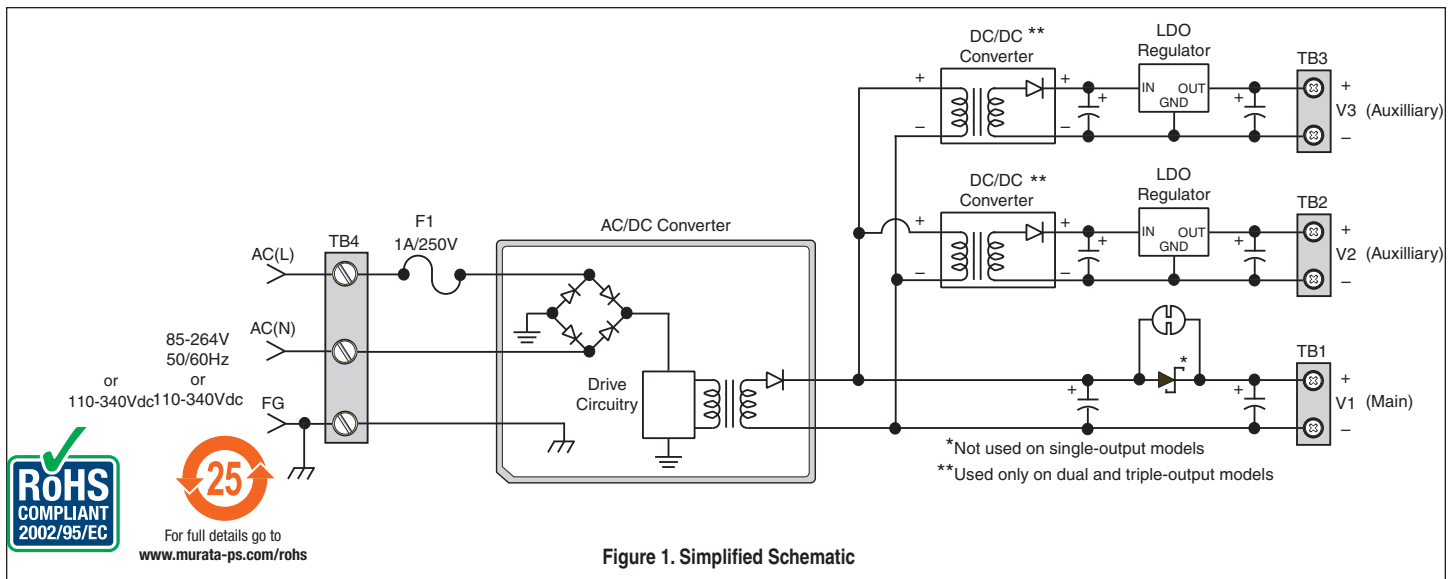 DC/DC **
Converter
LDO
Regulator
TB3
+
+
+
+
IN OUT
GND
+
V3 (Auxilliary)
–
–
–
DC/DC **
Converter
LDO
Regulator
TB2
+
+
+
+
IN OUT
GND
+
V2 (Auxilliary)
–
–
–
AC/DC Converter
F1
1A/250V
TB4
AC(L)
AC(N)
85-264V
50/60Hz
or
110-340Vdc
or
110-340Vdc
FG
Drive
Circuitry
*
TB1
+
+
+
V1 (Main)
–
*Not used on single-output models
**Used only on dual and triple-output models
RoHS
COMPLIANT
2002/95/EC
25
For full details go to
www.murata-ps.com/rohs
Figure 1. Simplified Schematic